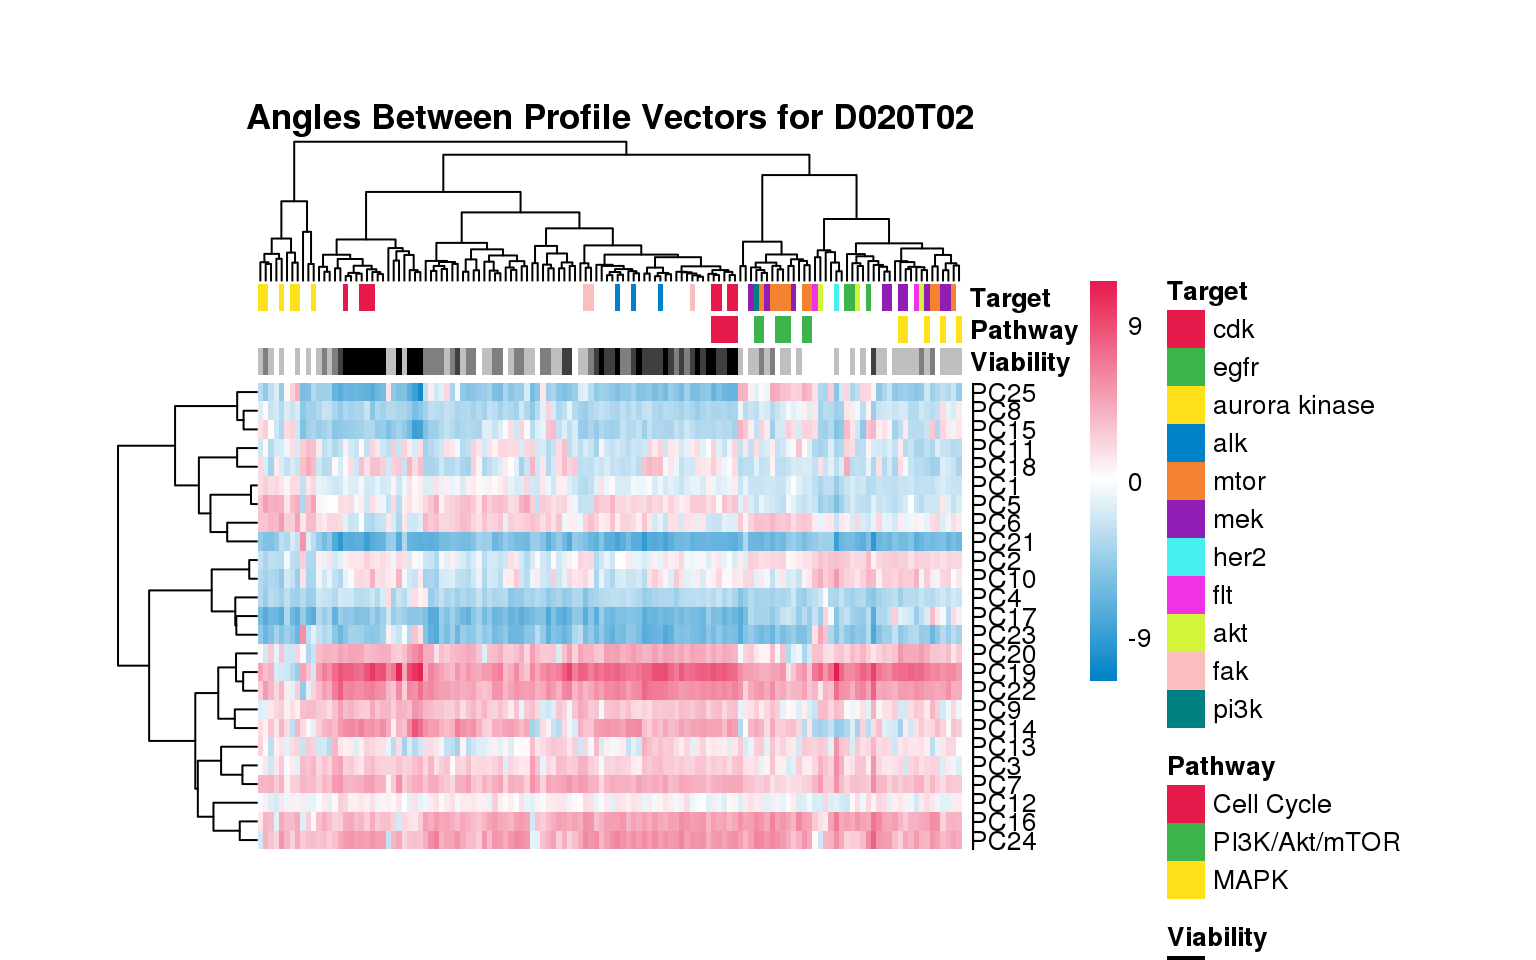 Angles Between Profile Vectors for D020T02
Target
Pathway
Viability
PC25
PC8
PC15
PC11
PC18
PC1
PC5
PC6
PC21
PC2
PC10
PC4
PC17
PC23
PC20
PC19
PC22
PC9
PC14
PC13
PC3
PC7
PC12
PC16
PC24
9
0
-9
Target
cdk
egfr
aurora kinase
alk
mtor
mek
her2
flt
akt
fak
pi3k
Pathway
Cell Cycle
PI3K/Akt/mTOR
MAPK
Viability